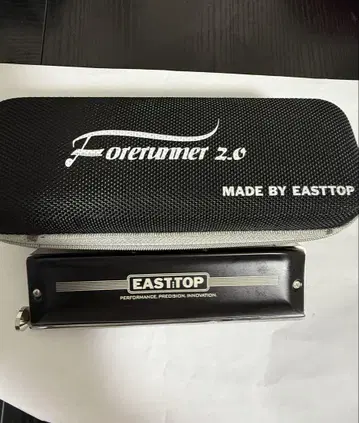 Forerunner 2.0
MADE BY EASTTOP
EASTTOP
PERFORMANCE. PRECISION. INNOVATION.